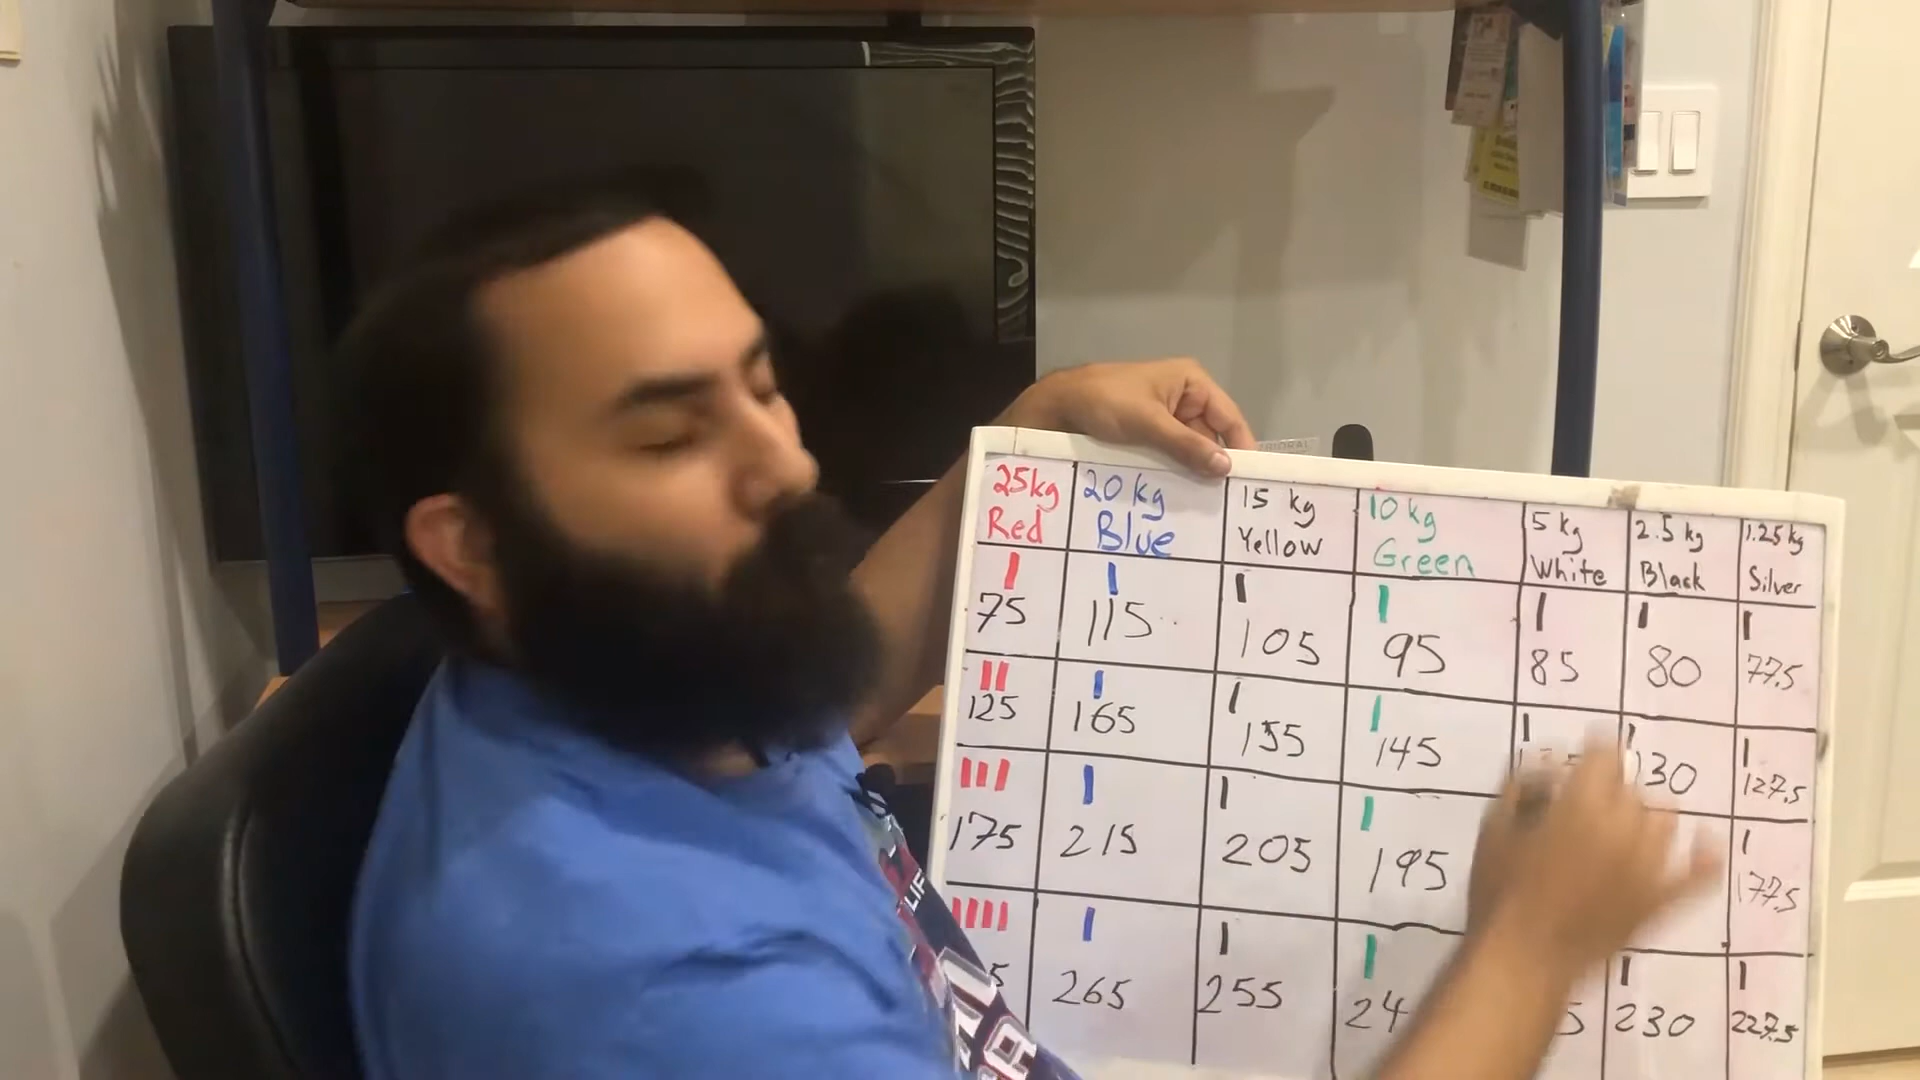 25kg 20 kg 15 kg 10 kg 5 kg 2.5 kg 1.25 kg
Red Blue Yellow Green White Black Silver
75 115 105 95 85 80 77.5
125 165 155 145 130 127.5
175 215 205 195 177.5
265 255 230 227.5